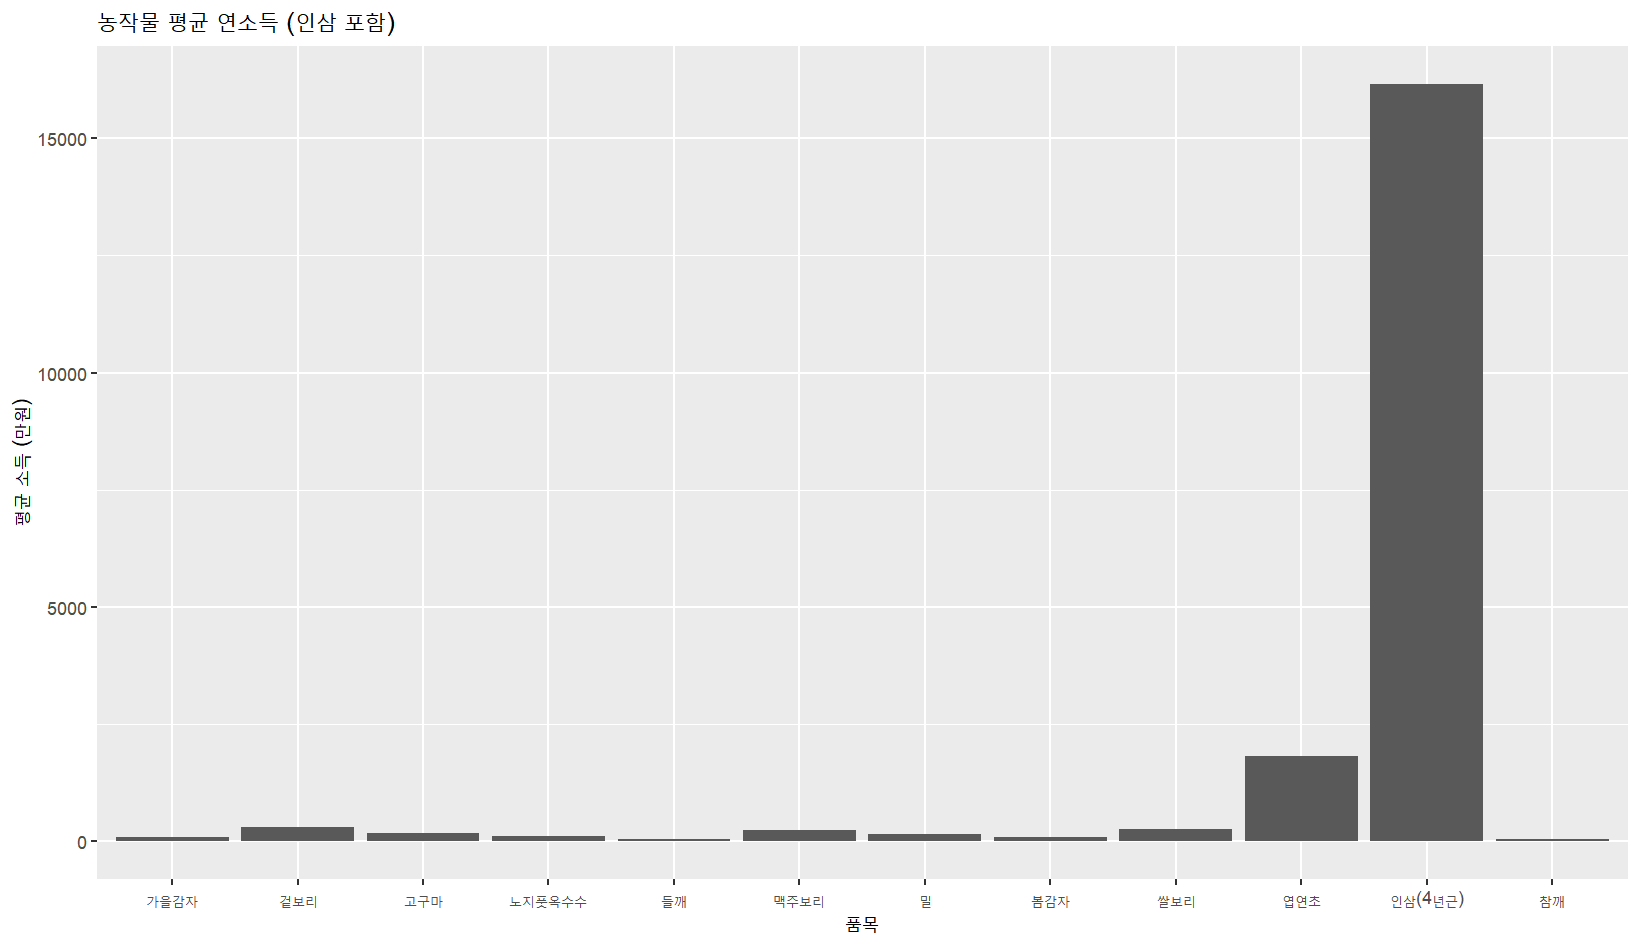 농작물 평균 연소득 (인삼 포함)
평균 소득 (만원)
15000
10000
5000
0
가을감자 겉보리 고구마 노지풋옥수수 들깨 맥주보리 밀 봄감자 쌀보리 엽연초 인삼(4년근) 참깨
품목